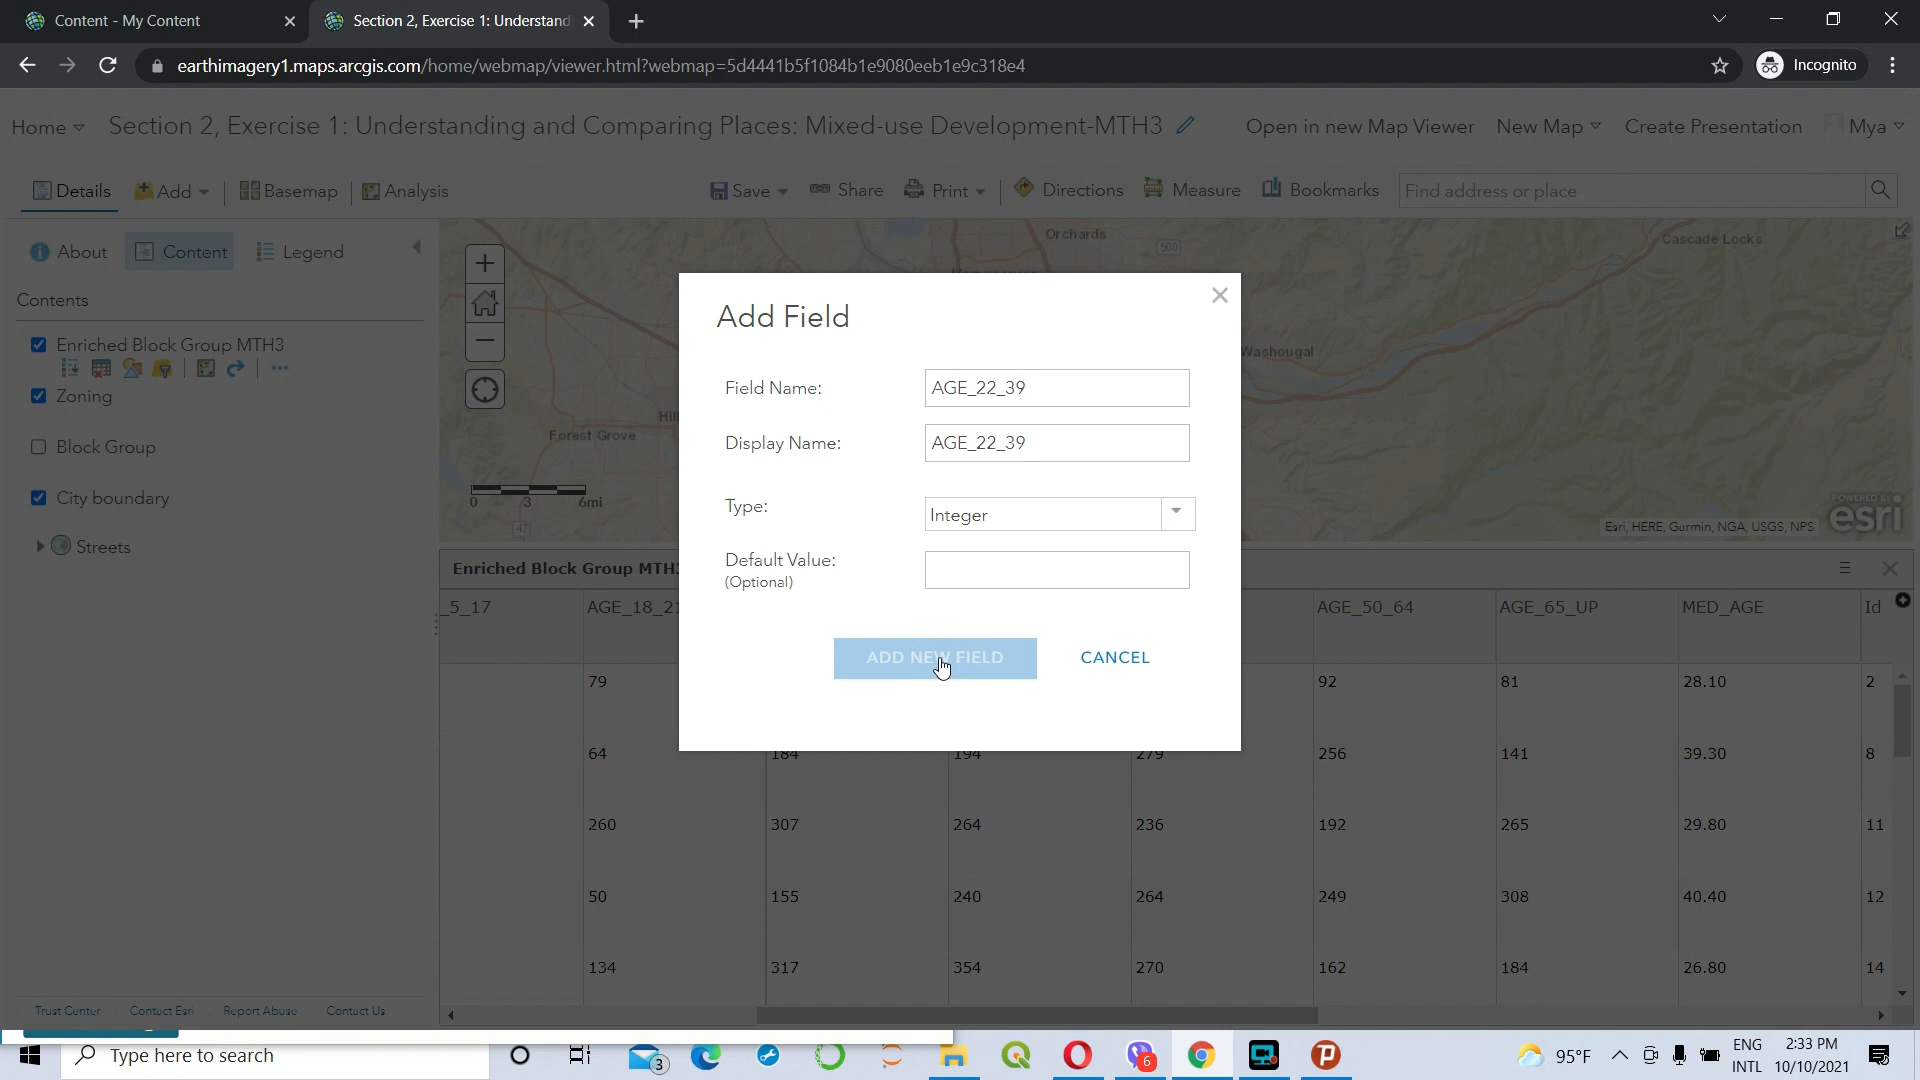 Content - My Content
Section 2, Exercise 1: Understand
earthimagery1.maps.arcgis.com/home/webmap/viewer.html?webmap=5d4441b5f1084b1e9080eeb1e9c318e4
Incognito
Home Section 2, Exercise 1: Understanding and Comparing Places: Mixed-use Development-MTH3 Open in new Map Viewer New Map Create Presentation Mya
Details Add Basemap Analysis Save Share Print Directions Measure Bookmarks Find address or place
About Content Legend
Contents
Enriched Block Group MTH3
Zoning
Block Group
City boundary
Streets
Trust Center Contact Esri Report Abuse Contact Us
Orchards
500
Cascade Locks
Washougal
Forest Grove
47
0 3 6mi
POWERED BY
esri
Esri, HERE, Garmin, NGA, USGS, NPS
Add Field
Field Name: AGE_22_39
Display Name: AGE_22_39
Type: Integer
Default Value:
(Optional)
ADD NEW FIELD CANCEL
Enriched Block Group MTH
_5_17 AGE_18_21 AGE_50_64 AGE_65_UP MED_AGE Id
79 92 81 28.10 2
64 184 194 279 256 141 39.30 8
260 307 264 236 192 265 29.80 11
50 155 240 264 249 308 40.40 12
134 317 354 270 162 184 26.80 14
Type here to search
3
6
95°F
ENG
INTL
2:33 PM
10/10/2021